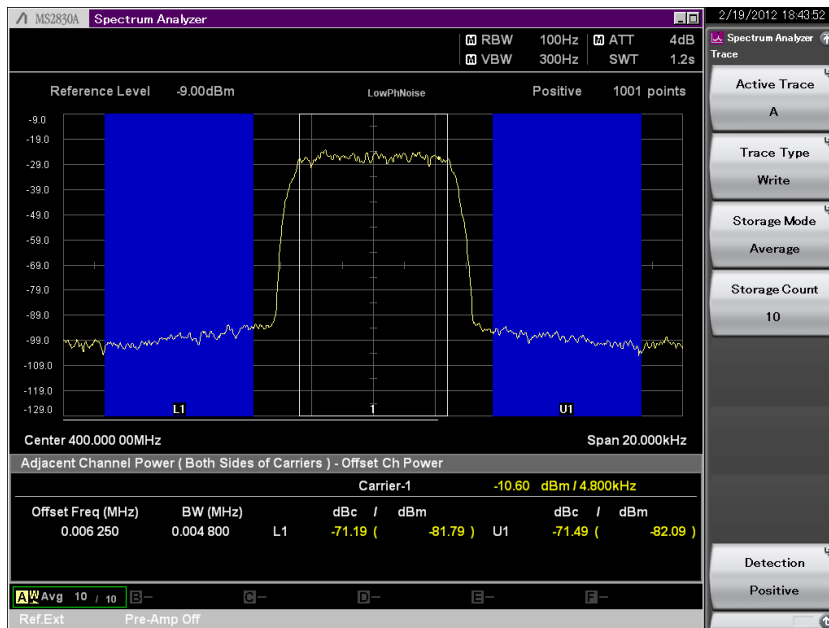 MS2830A Spectrum Analyzer
2/19/2012 18:43:52
M RBW 100Hz M ATT 4dB
M VBW 300Hz SWT 1.2s
Reference Level -9.00dBm LowPhNoise Positive 1001 points
-9.0
-19.0
-29.0
-39.0
-49.0
-59.0
-69.0
-79.0
-89.0
-99.0
-109.0
-119.0
-129.0
L1 1 U1
Center 400.000 00MHz Span 20.000kHz
Adjacent Channel Power ( Both Sides of Carriers ) - Offset Ch Power
Carrier-1 -10.60 dBm / 4.800kHz
Offset Freq (MHz) BW (MHz) dBc / dBm dBc / dBm
0.006 250 0.004 800 L1 -71.19 ( -81.79 ) U1 -71.49 ( -82.09 )
A W Avg 10 / 10 B- C- D- E- F-
Ref.Ext Pre-Amp Off
Spectrum Analyzer
Trace
Active Trace
A
Trace Type
Write
Storage Mode
Average
Storage Count
10
Detection
Positive